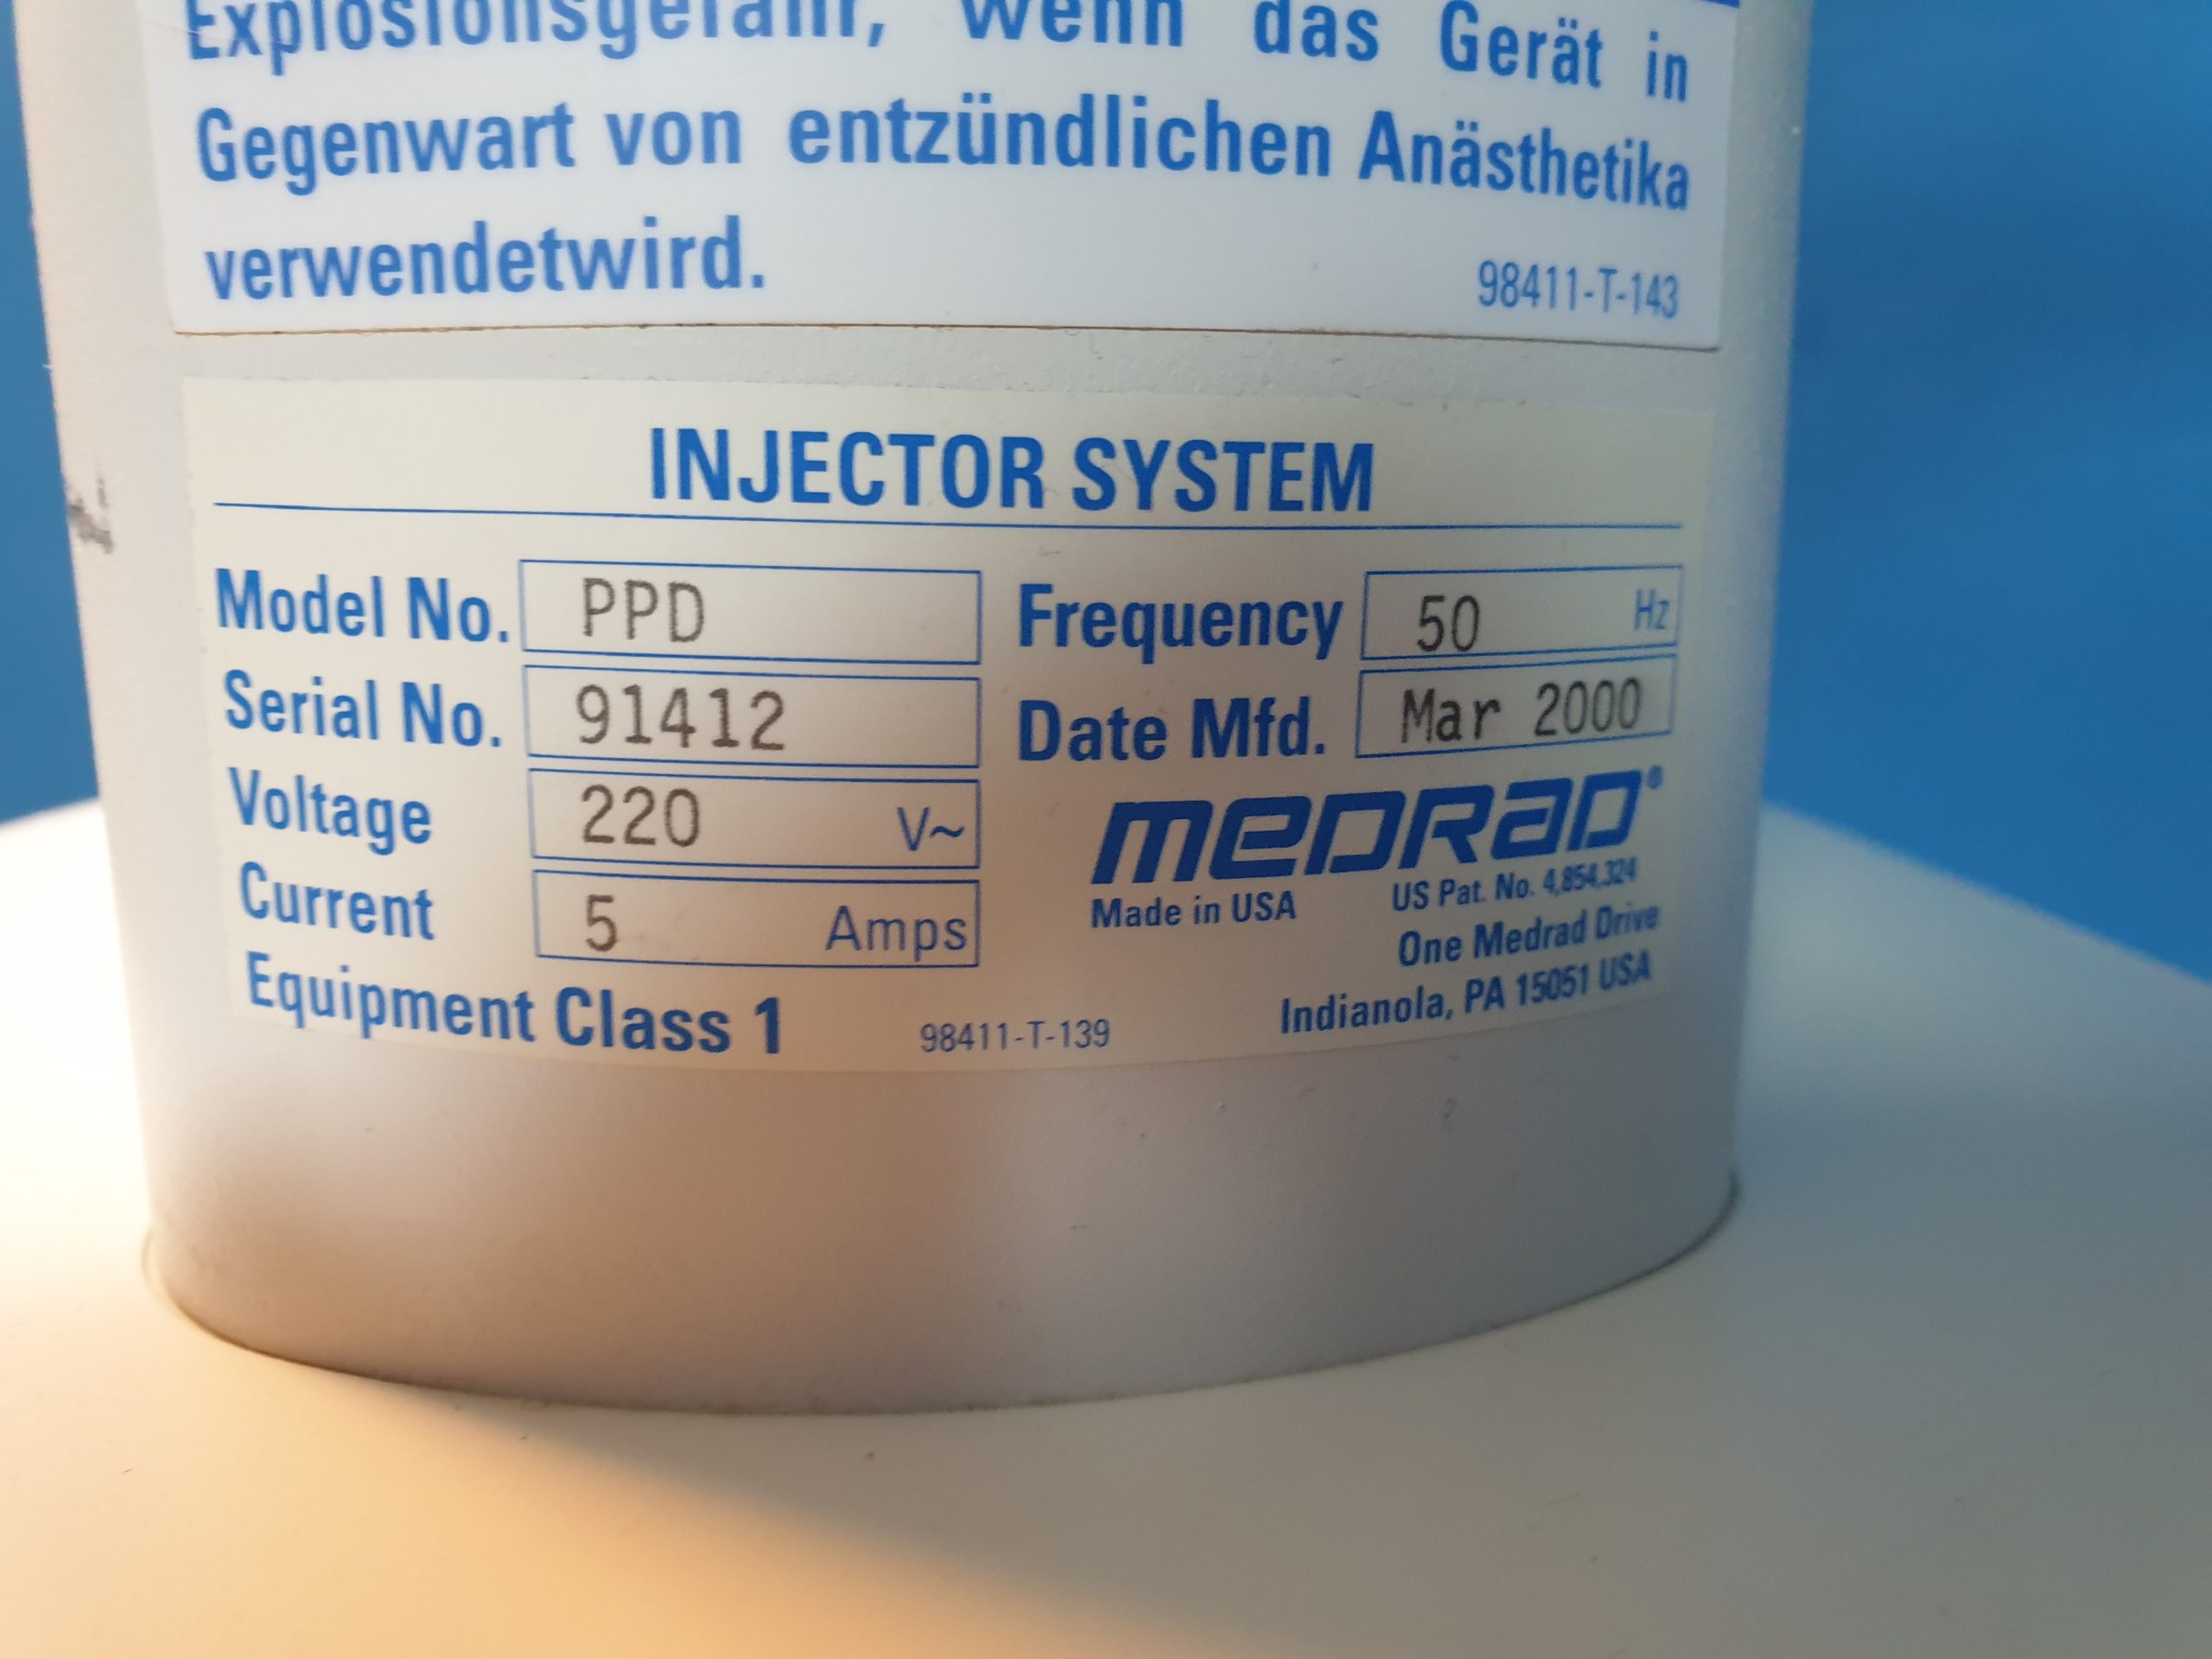 Explosionsgefahr, wenn das Gerät in
Gegenwart von entzündlichen Anästhetika
verwendetwird.
98411-T-143
INJECTOR SYSTEM
Model No. PPD
Frequency 50 Hz
Serial No. 91412
Date Mfd. Mar 2000
Voltage 220 V~
Current 5 Amps
Equipment Class 1
98411-T-139
MEDRAD®
Made in USA
US Pat. No. 4,854,324
One Medrad Drive
Indianola, PA 15051 USA